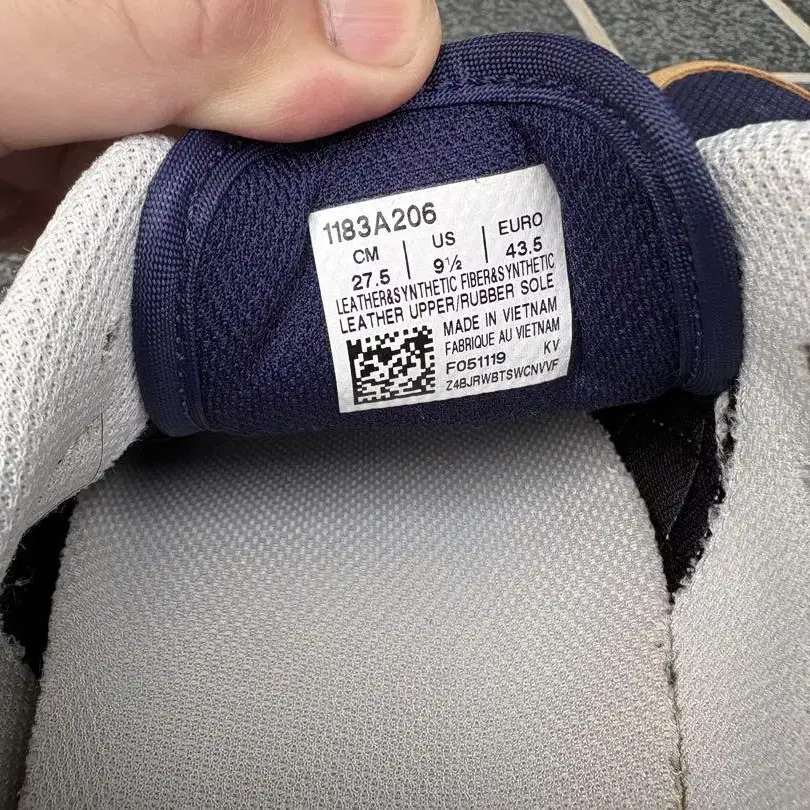 1183A206
CM | US | EURO
27.5 | 9½ | 43.5
LEATHER&SYNTHETIC FIBER&SYNTHETIC
LEATHER UPPER/RUBBER SOLE
MADE IN VIETNAM
FABRIQUE AU VIETNAM
F051119 KV
Z4BJRWBTSWCNVVF